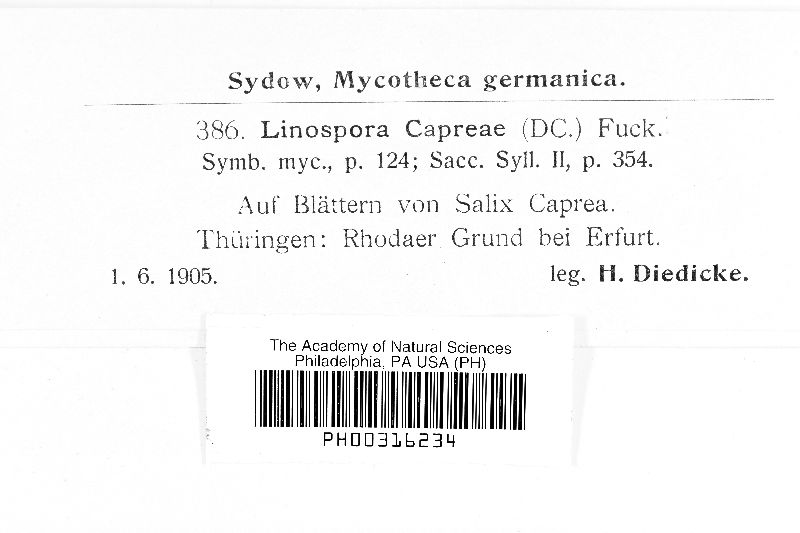 Sydow, Mycotheca germanica.
386. Linospora Capreae (DC.) Fuck.
Symb. myc., p. 124; Sacc. Syll. II, p. 354.
Auf Blättern von Salix Caprea.
Thüringen: Rhodaer Grund bei Erfurt.
1. 6. 1905. leg. H. Diedicke.
The Academy of Natural Sciences
Philadelphia, PA USA (PH)
PH00316234